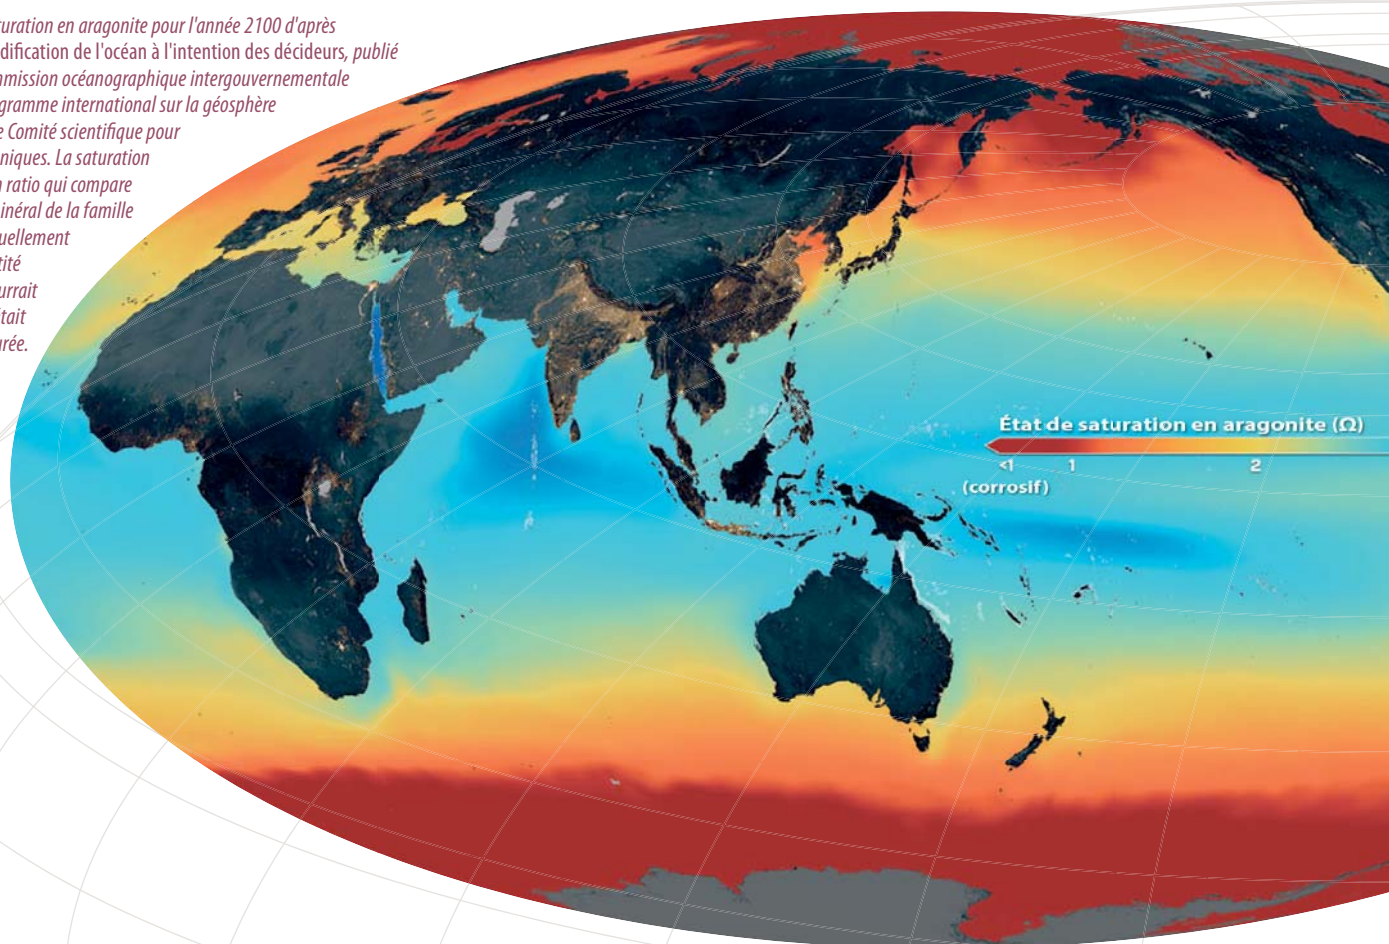 turation en aragonite pour l'année 2100 d'après
dification de l'océan à l'intention des décideurs, publié
mmission océanographique intergouvernementale
gramme international sur la géosphère
e Comité scientifique pour
niques. La saturation
n ratio qui compare
inéral de la famille
uellement
tité
urrait
tait
rée.
État de saturation en aragonite (Ω)
<1 1 2
(corrosif)